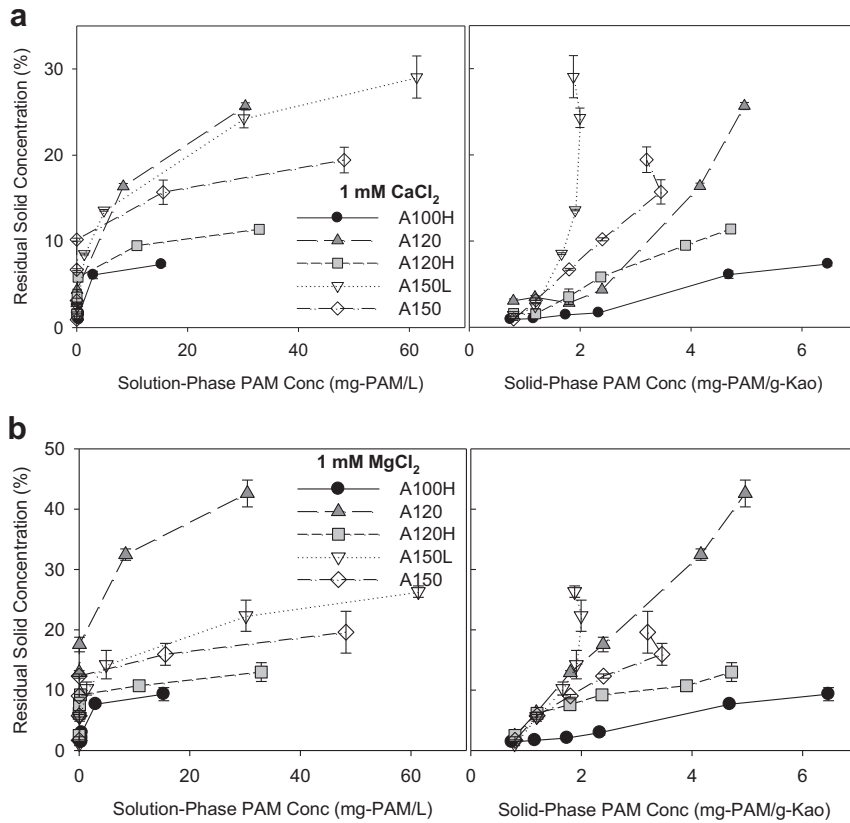 a
Residual Solid Concentration (%)
40
30
20
10
0
1 mM CaCl2
A100H
A120
A120H
A150L
A150
0 20 40 60
0 2 4 6
Solution-Phase PAM Conc (mg-PAM/L)
Solid-Phase PAM Conc (mg-PAM/g-Kao)
b
Residual Solid Concentration (%)
50
40
30
20
10
0
1 mM MgCl2
A100H
A120
A120H
A150L
A150
0 20 40 60
0 2 4 6
Solution-Phase PAM Conc (mg-PAM/L)
Solid-Phase PAM Conc (mg-PAM/g-Kao)